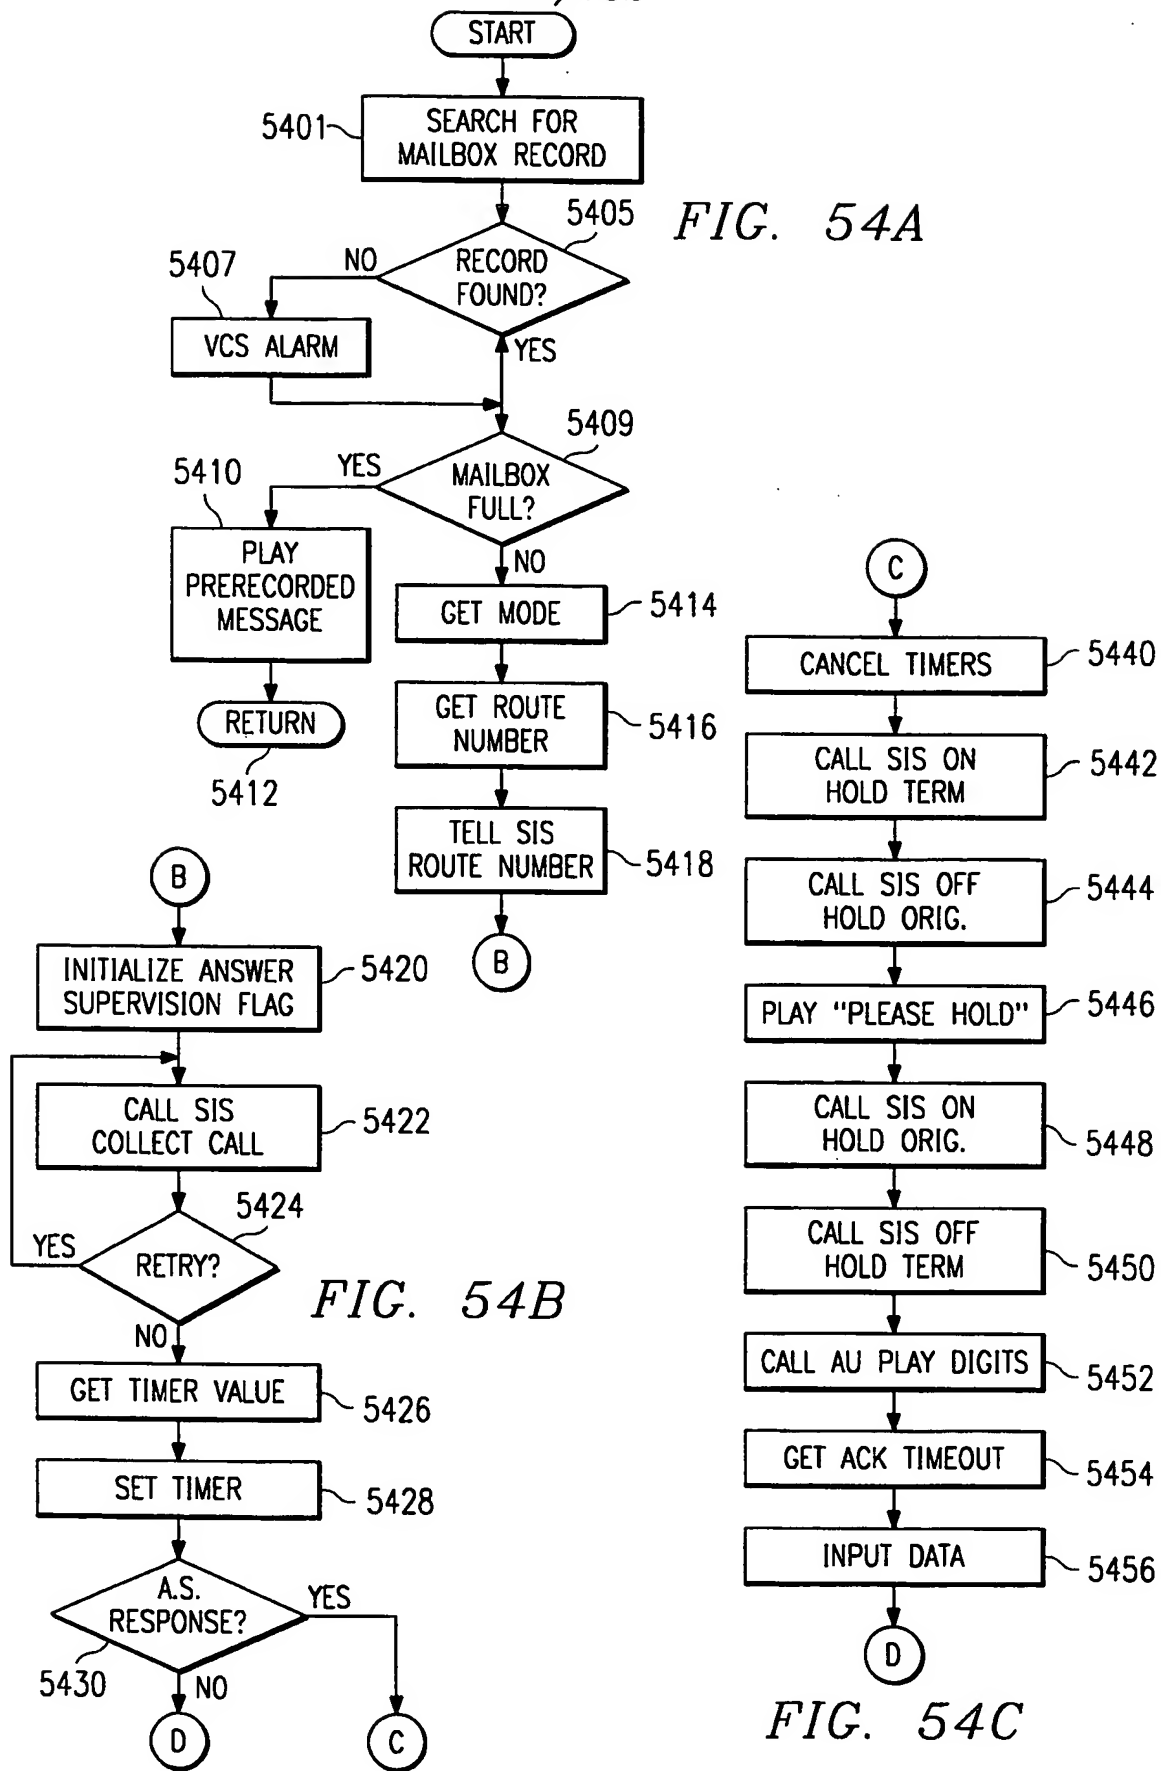 START
5401
SEARCH FOR
MAILBOX RECORD
FIG. 54A
5405
RECORD
FOUND?
NO
5407
VCS ALARM
YES
5409
MAILBOX
FULL?
YES
5410
PLAY
PRERECORDED
MESSAGE
RETURN
5412
NO
GET MODE
5414
GET ROUTE
NUMBER
5416
TELL SIS
ROUTE NUMBER
5418
B
B
INITIALIZE ANSWER
SUPERVISION FLAG
5420
CALL SIS
COLLECT CALL
5422
5424
RETRY?
YES
FIG. 54B
NO
GET TIMER VALUE
5426
SET TIMER
5428
A.S.
RESPONSE?
YES
5430
NO
D
C
C
CANCEL TIMERS
5440
CALL SIS ON
HOLD TERM
5442
CALL SIS OFF
HOLD ORIG.
5444
PLAY "PLEASE HOLD"
5446
CALL SIS ON
HOLD ORIG.
5448
CALL SIS OFF
HOLD TERM
5450
CALL AU PLAY DIGITS
5452
GET ACK TIMEOUT
5454
INPUT DATA
5456
D
FIG. 54C